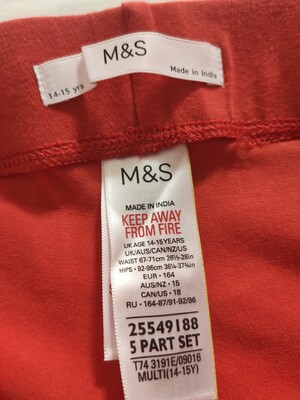 M&S
Made in India
14-15 yrs
M&S
MADE IN INDIA
KEEP AWAY
FROM FIRE
UK AGE 14-15YEARS
UK/AUS/CAN/NZ/US
WAIST 67-71cm 26½-28in
HIPS • 92-96cm 36¼-37¾in
EUR • 164
AUS/NZ • 15
CAN/US • 18
RU • 164-87/91-92/96
25549188
5 PART SET
T74 3191E/09016
MULTI(14-15Y)